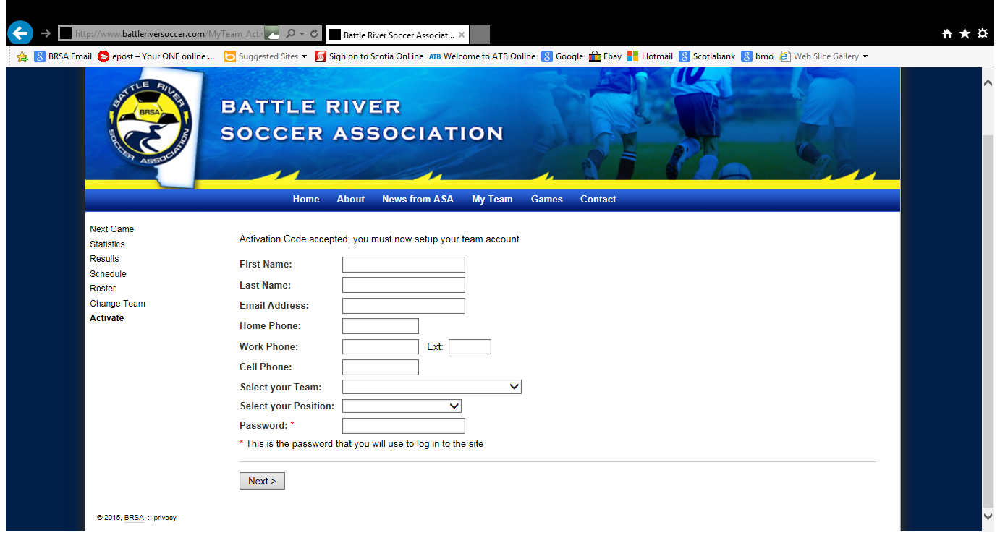 http://www.battleriversoccer.com/MyTeam_Acti
Battle River Soccer Associat... ×
BRSA Email epost – Your ONE online ... Suggested Sites Sign on to Scotia OnLine ATB Welcome to ATB Online Google Ebay Hotmail Scotiabank bmo Web Slice Gallery
BATTLE RIVER
SOCCER ASSOCIATION
BRSA
BATTLE RIVER
SOCCER ASSOCIATION
10
Home About News from ASA My Team Games Contact
Next Game
Statistics
Results
Schedule
Roster
Change Team
Activate
Activation Code accepted; you must now setup your team account
First Name:
Last Name:
Email Address:
Home Phone:
Work Phone: Ext:
Cell Phone:
Select your Team:
Select your Position:
Password: *
* This is the password that you will use to log in to the site
Next >
© 2015, BRSA :: privacy